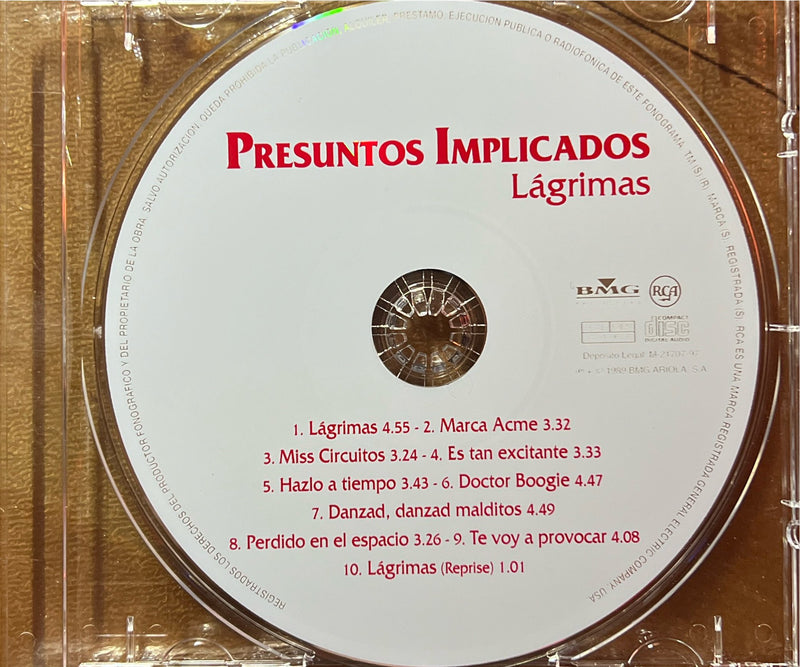 REGISTRADOS LOS DERECHOS DEL PRODUCTOR FONOGRAFICO Y DEL PROPIETARIO DE LA OBRA. SALVO AUTORIZACION, QUEDA PROHIBIDA LA PUBLICACION, ALQUILER, PRESTAMO, EJECUCION PUBLICA O RADIOFONICA DE ESTE FONOGRAMA. TM (S) (R). MARCA (S). REGISTRADA (S). RCA ES UNA MARCA REGISTRADA GENERAL ELECTRIC COMPANY, USA
PRESUNTOS IMPLICADOS
Lágrimas
BMG RCA
COMPACT
disc
DIGITAL AUDIO
Depósito Legal: M-21707-97
1989 BMG ARIOLA, S.A.
1. Lágrimas 4.55 - 2. Marca Acme 3.32
3. Miss Circuitos 3.24 - 4. Es tan excitante 3.33
5. Hazlo a tiempo 3.43 - 6. Doctor Boogie 4.47
7. Danzad, danzad malditos 4.49
8. Perdido en el espacio 3.26 - 9. Te voy a provocar 4.08
10. Lágrimas (Reprise) 1.01